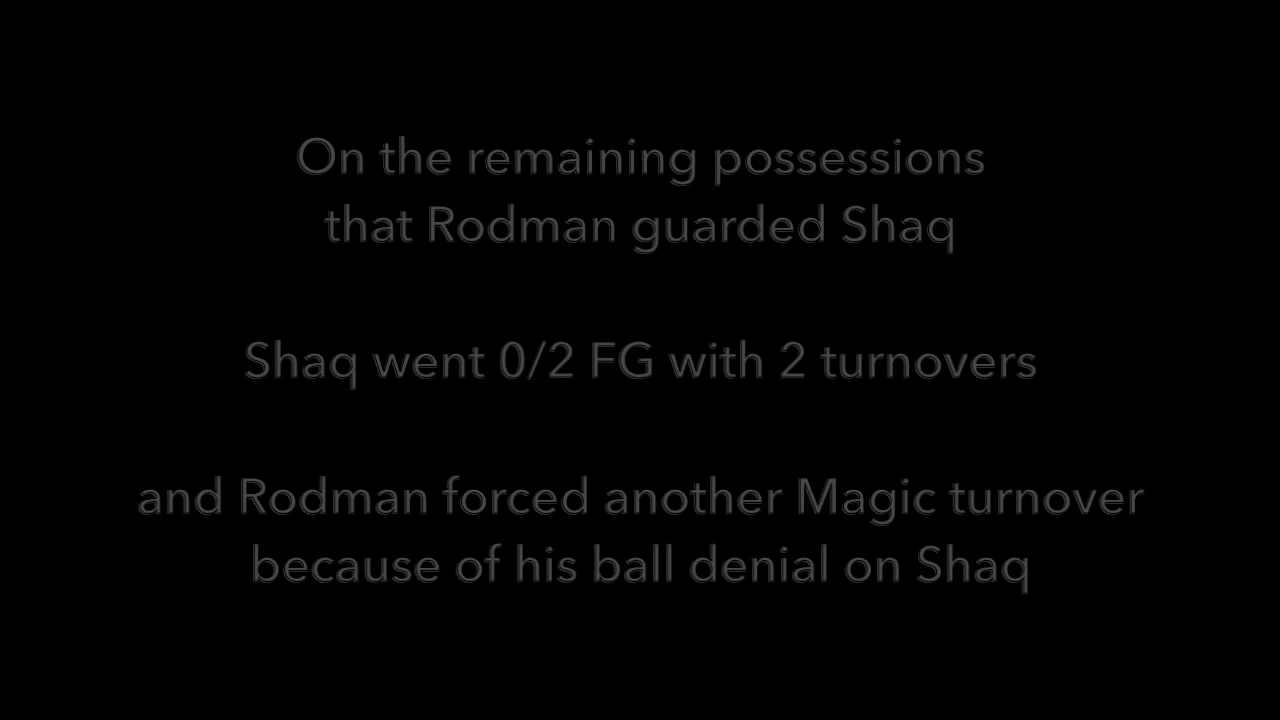 On the remaining possessions
that Rodman guarded Shaq
Shaq went 0/2 FG with 2 turnovers
and Rodman forced another Magic turnover
because of his ball denial on Shaq